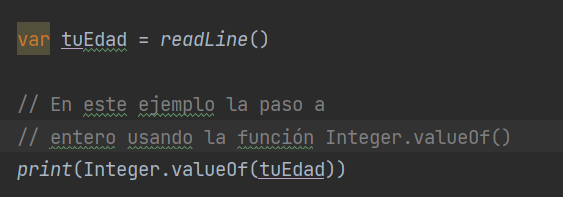 var tuEdad = readLine()
// En este ejemplo la paso a
// entero usando la función Integer.valueOf()
print(Integer.valueOf(tuEdad))